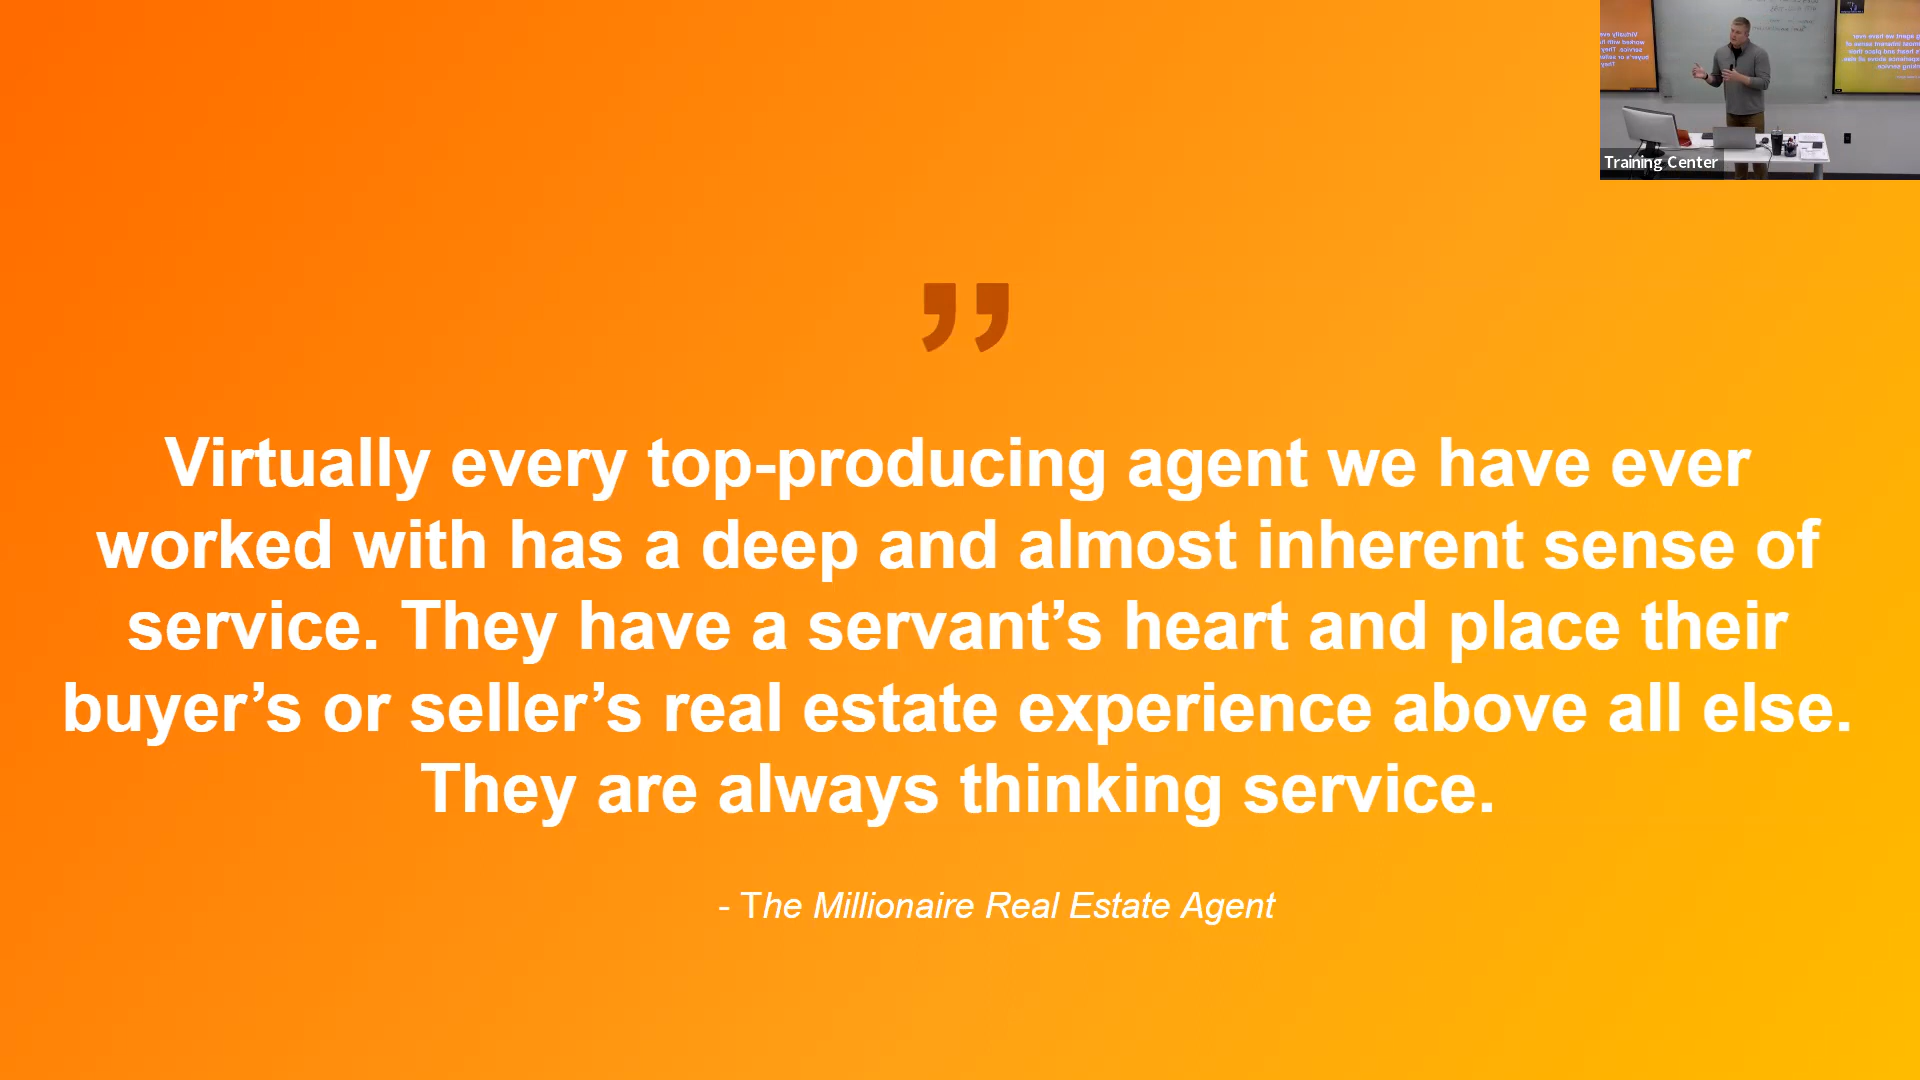 Training Center
”
Virtually every top-producing agent we have ever
worked with has a deep and almost inherent sense of
service. They have a servant’s heart and place their
buyer’s or seller’s real estate experience above all else.
They are always thinking service.
- The Millionaire Real Estate Agent